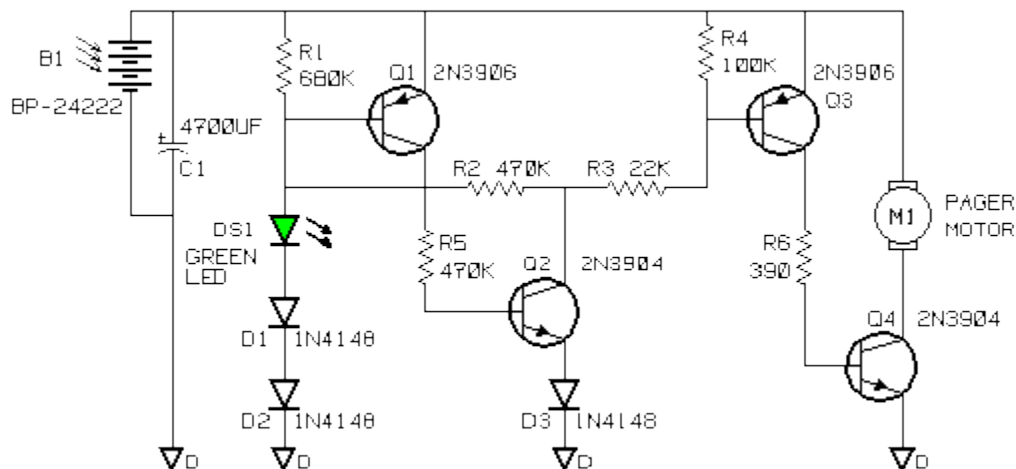 B1
BP-24222
4700UF
+
C1
R1
680K
Q1
2N3906
R4
100K
2N3906
Q3
R2 470K
R3 22K
DS1
GREEN
LED
R5
470K
Q2
2N3904
R6
390
M1
PAGER
MOTOR
D1
1N4148
Q4
2N3904
D2
1N4148
D3
1N4148
D
D
D
D